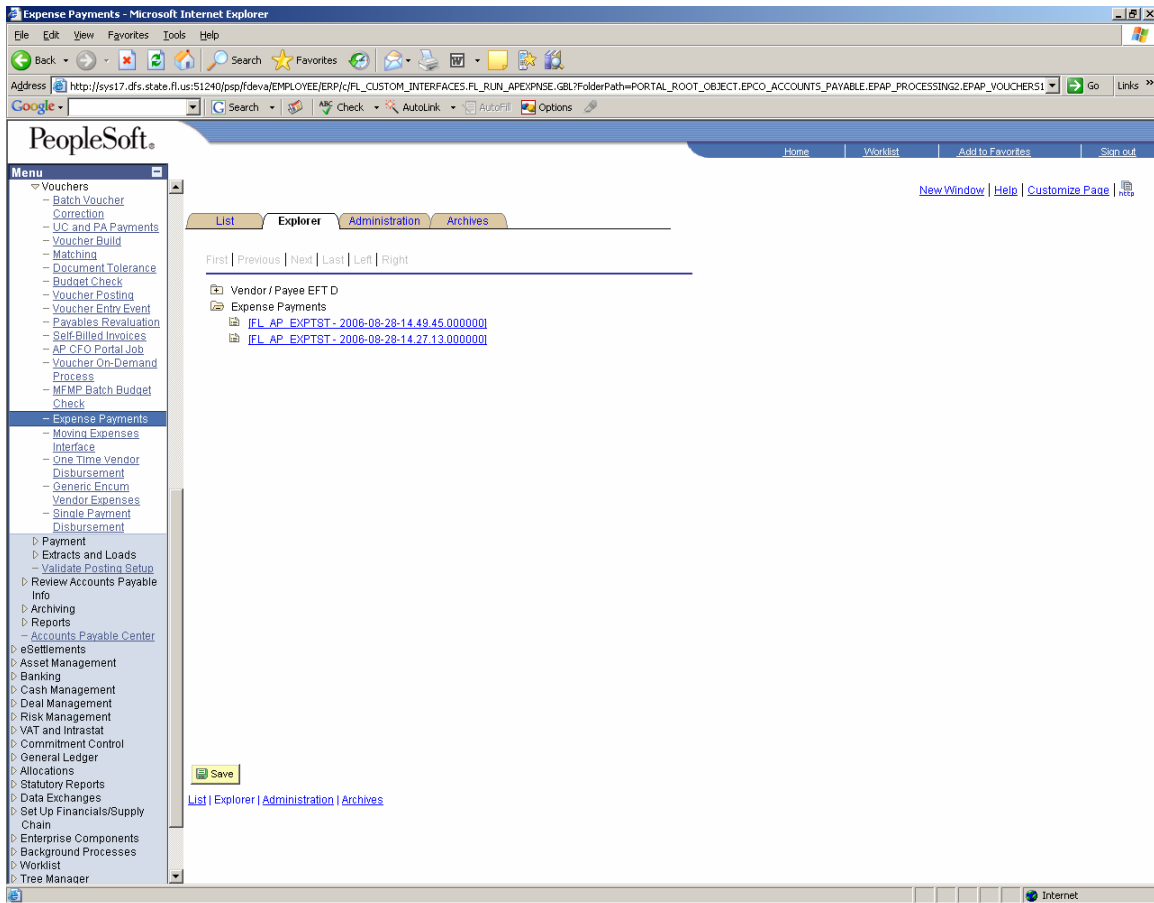 Expense Payments - Microsoft Internet Explorer
File Edit View Favorites Tools Help
Back Search Favorites
Address http://sys17.dfs.state.fl.us:51240/psp/fdeva/EMPLOYEE/ERP/c/FL_CUSTOM_INTERFACES.FL_RUN_APEXPNSE.GBL?FolderPath=PORTAL_ROOT_OBJECT.EPCO_ACCOUNTS_PAYABLE.EPAP_PROCESSING2.EPAP_VOUCHERS1 Go Links »
Google Search Check AutoLink AutoFill Options
PeopleSoft®
Home Worklist Add to Favorites Sign out
Menu
New Window | Help | Customize Page | http
List Explorer Administration Archives
First | Previous | Next | Last | Left | Right
Vendor / Payee EFT D
Expense Payments
[FL_AP_EXPTST - 2006-08-28-14.49.45.000000]
[FL_AP_EXPTST - 2006-08-28-14.27.13.000000]
Vouchers
– Batch Voucher
Correction
– UC and PA Payments
– Voucher Build
– Matching
– Document Tolerance
– Budget Check
– Voucher Posting
– Voucher Entry Event
– Payables Revaluation
– Self-Billed Invoices
– AP CFO Portal Job
– Voucher On-Demand
Process
– MFMP Batch Budget
Check
– Expense Payments
– Moving Expenses
Interface
– One Time Vendor
Disbursement
– Generic Encum
Vendor Expenses
– Single Payment
Disbursement
Payment
Extracts and Loads
– Validate Posting Setup
Review Accounts Payable
Info
Archiving
Reports
– Accounts Payable Center
eSettlements
Asset Management
Banking
Cash Management
Deal Management
Risk Management
VAT and Intrastat
Commitment Control
General Ledger
Allocations
Statutory Reports
Data Exchanges
Set Up Financials/Supply
Chain
Enterprise Components
Background Processes
Worklist
Tree Manager
Save
List | Explorer | Administration | Archives
Internet